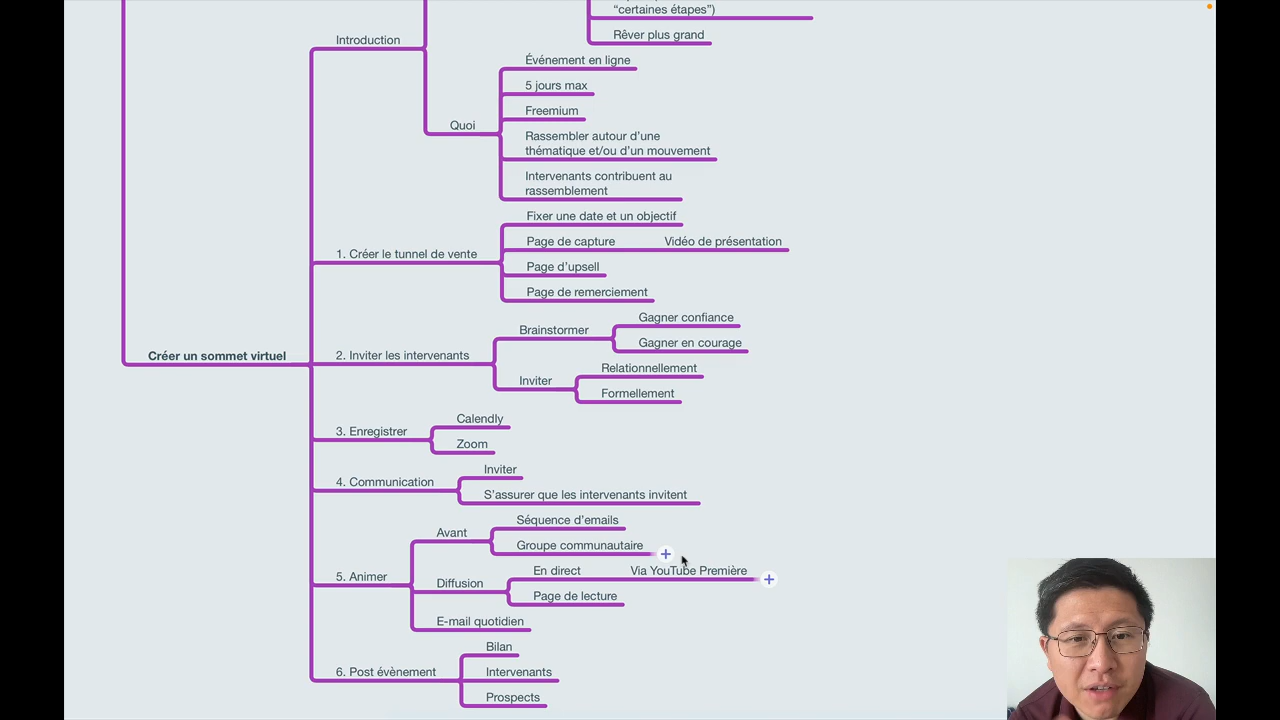 “certaines étapes”)
Rêver plus grand
Introduction
Événement en ligne
5 jours max
Freemium
Quoi
Rassembler autour d’une
thématique et/ou d’un mouvement
Intervenants contribuent au
rassemblement
Fixer une date et un objectif
Page de capture
Vidéo de présentation
1. Créer le tunnel de vente
Page d’upsell
Page de remerciement
Gagner confiance
Brainstormer
Gagner en courage
Créer un sommet virtuel
2. Inviter les intervenants
Relationnellement
Inviter
Formellement
Calendly
3. Enregistrer
Zoom
Inviter
4. Communication
S’assurer que les intervenants invitent
Séquence d’emails
Avant
Groupe communautaire
En direct
Via YouTube Première
5. Animer
Diffusion
Page de lecture
E-mail quotidien
Bilan
6. Post évènement
Intervenants
Prospects